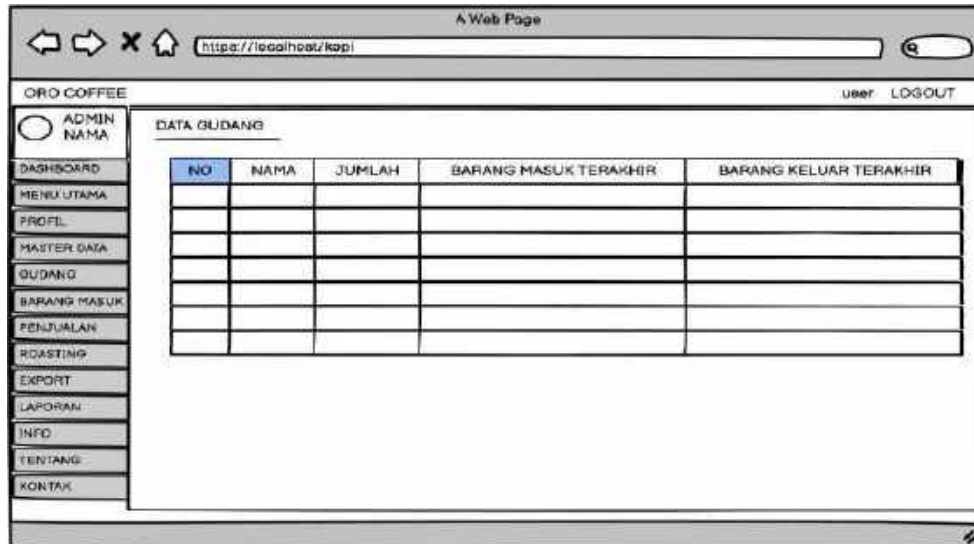 A Web Page
https://localhost/kopi
ORO COFFEE user LOGOUT
ADMIN
NAMA
DATA GUDANG
NO NAMA JUMLAH BARANG MASUK TERAKHIR BARANG KELUAR TERAKHIR
DASHBOARD
MENU UTAMA
PROFIL
MASTER DATA
GUDANG
BARANG MASUK
PENJUALAN
ROASTING
EXPORT
LAPORAN
INFO
TENTANG
KONTAK